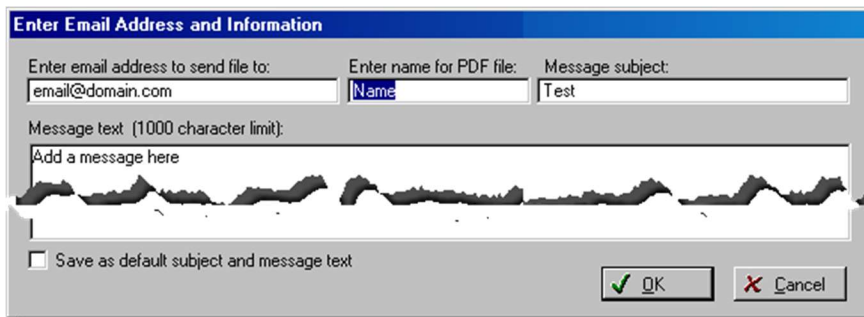 Enter Email Address and Information
Enter email address to send file to: Enter name for PDF file: Message subject:
email@domain.com Name Test
Message text (1000 character limit):
Add a message here
Save as default subject and message text
OK Cancel